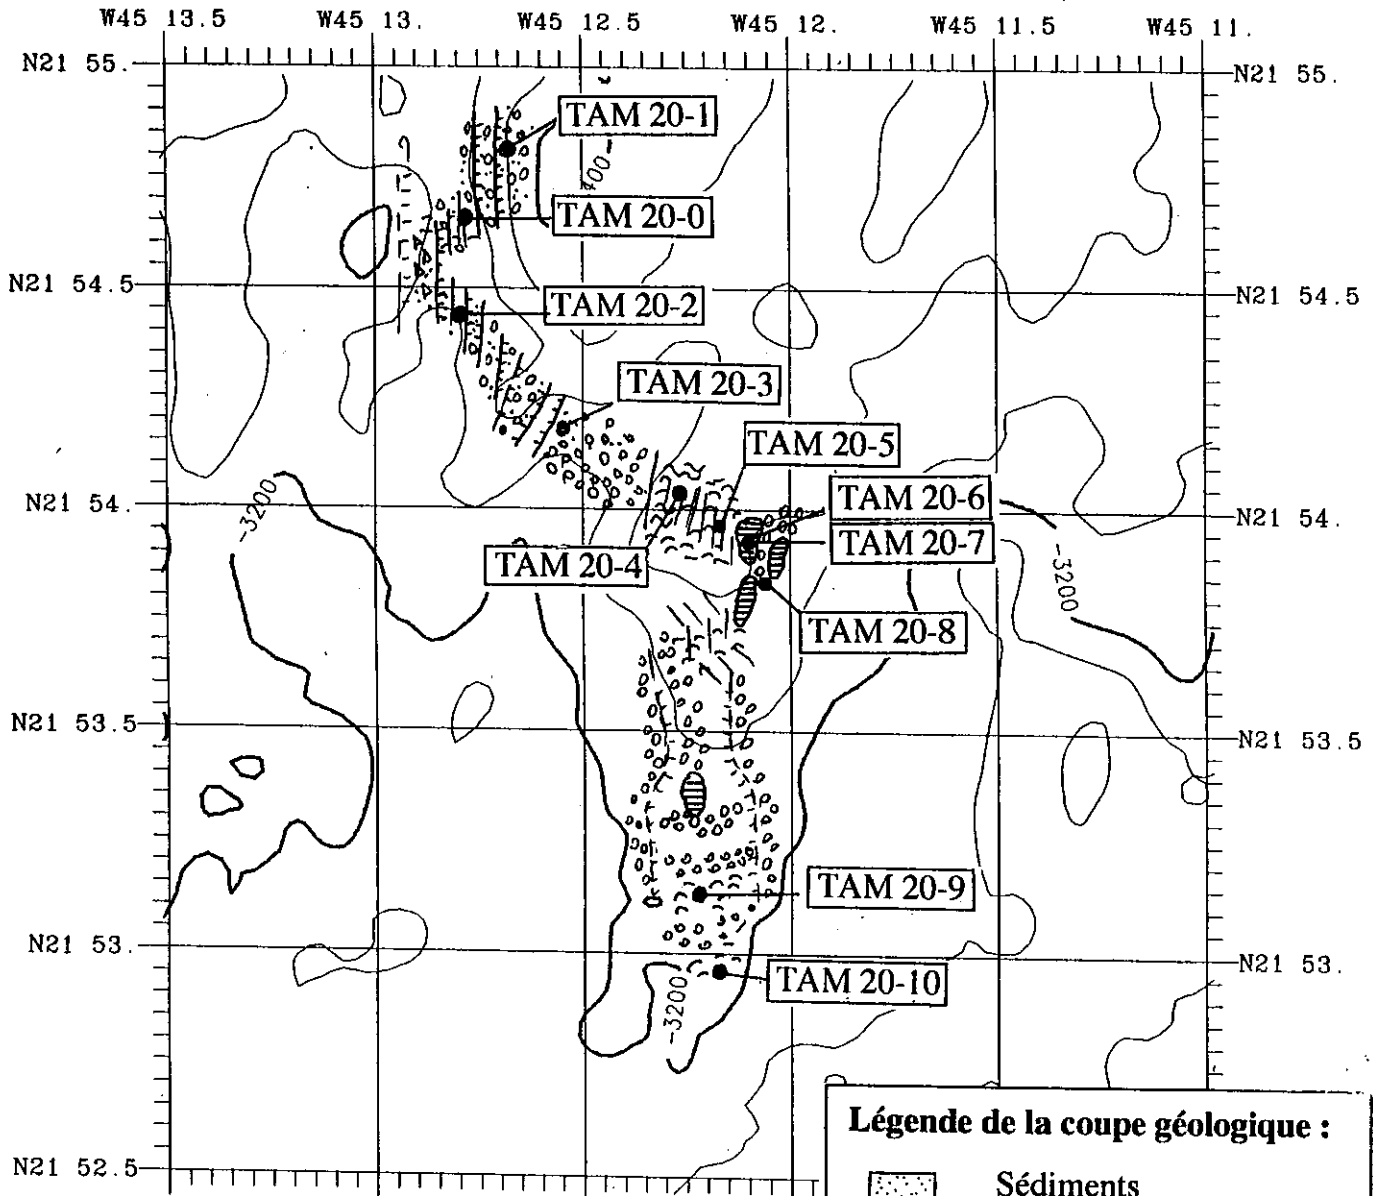 W45 13.5 W45 13. W45 12.5 W45 12. W45 11.5 W45 11.
N21 55. N21 55.
TAM 20-1
400
TAM 20-0
N21 54.5 N21 54.5
TAM 20-2
TAM 20-3
TAM 20-5
-3200
TAM 20-6
N21 54. N21 54.
TAM 20-7
TAM 20-4
-3200
TAM 20-8
N21 53.5 N21 53.5
TAM 20-9
N21 53. N21 53.
TAM 20-10
-3200
Légende de la coupe géologique :
N21 52.5
Sédiments